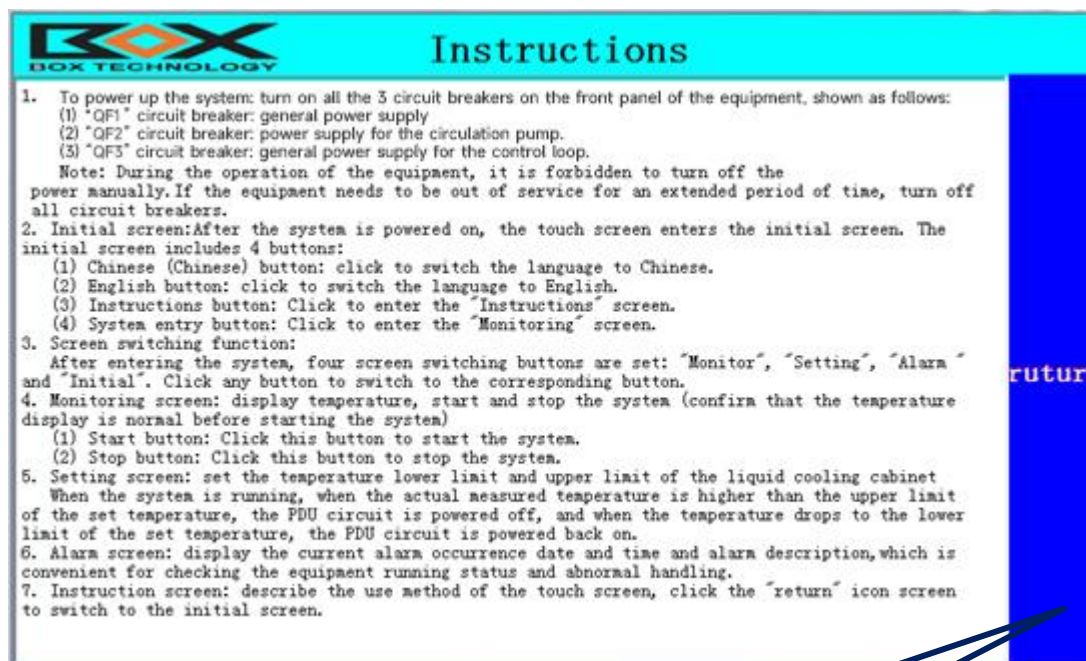 BOX
BOX TECHNOLOGY
Instructions
1. To power up the system: turn on all the 3 circuit breakers on the front panel of the equipment, shown as follows:
(1) "QF1" circuit breaker: general power supply
(2) "QF2" circuit breaker: power supply for the circulation pump.
(3) "QF3" circuit breaker: general power supply for the control loop.
Note: During the operation of the equipment, it is forbidden to turn off the
power manually.If the equipment needs to be out of service for an extended period of time, turn off
all circuit breakers.
2. Initial screen:After the system is powered on, the touch screen enters the initial screen. The
initial screen includes 4 buttons:
(1) Chinese (Chinese) button: click to switch the language to Chinese.
(2) English button: click to switch the language to English.
(3) Instructions button: Click to enter the "Instructions" screen.
(4) System entry button: Click to enter the "Monitoring" screen.
3. Screen switching function:
After entering the system, four screen switching buttons are set: "Monitor", "Setting", "Alarm "
and "Initial". Click any button to switch to the corresponding button.
4. Monitoring screen: display temperature, start and stop the system (confirm that the temperature
display is normal before starting the system)
(1) Start button: Click this button to start the system.
(2) Stop button: Click this button to stop the system.
5. Setting screen: set the temperature lower limit and upper limit of the liquid cooling cabinet
When the system is running, when the actual measured temperature is higher than the upper limit
of the set temperature, the PDU circuit is powered off, and when the temperature drops to the lower
limit of the set temperature, the PDU circuit is powered back on.
6. Alarm screen: display the current alarm occurrence date and time and alarm description,which is
convenient for checking the equipment running status and abnormal handling.
7. Instruction screen: describe the use method of the touch screen, click the "return" icon screen
to switch to the initial screen.
rutur